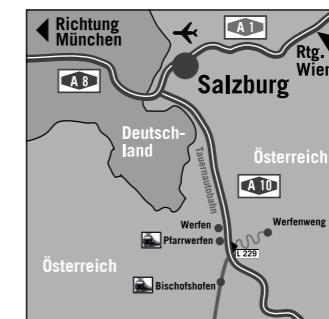 Richtung
München
A 1
Rtg.
Wien
A 8
Salzburg
Deutsch-
land
Tauernautobahn
Österreich
A 10
Werfen
Werfenweng
Pfarrwerfen
L 229
Österreich
Bischofshofen